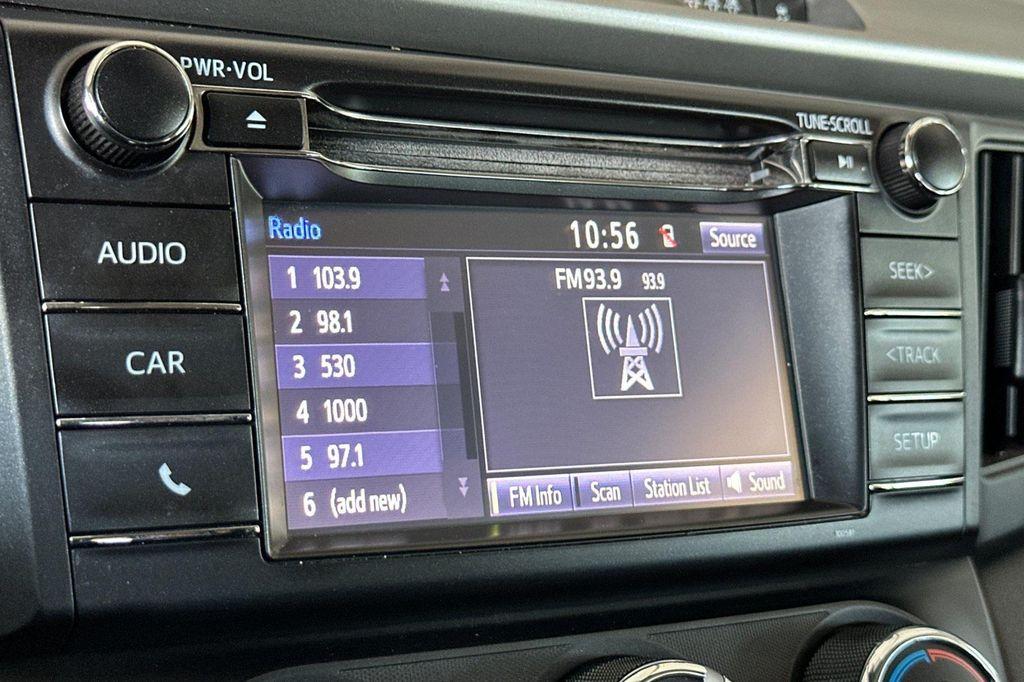 PWR·VOL
TUNE·SCROLL
AUDIO
CAR
Radio
10:56
Source
1 103.9
2 98.1
3 530
4 1000
5 97.1
6 (add new)
FM93.9 93.9
FM Info
Scan
Station List
Sound
SEEK>
<TRACK
SETUP